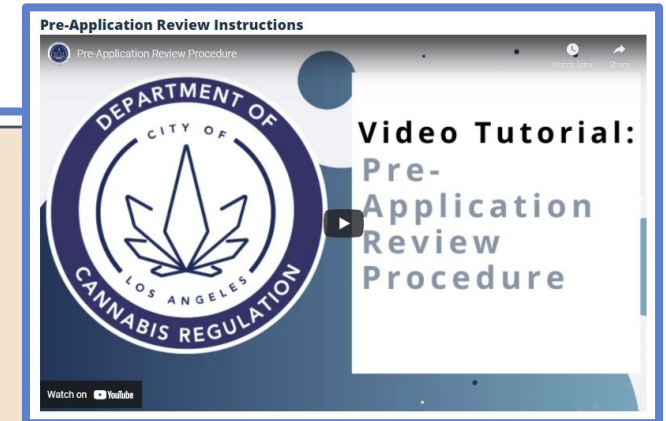 Pre-Application Review Instructions
Pre-Application Review Procedure
Watch later
Share
DEPARTMENT OF
CITY OF
LOS ANGELES
CANNABIS REGULATION
Video Tutorial:
Pre-
Application
Review
Procedure
Watch on YouTube